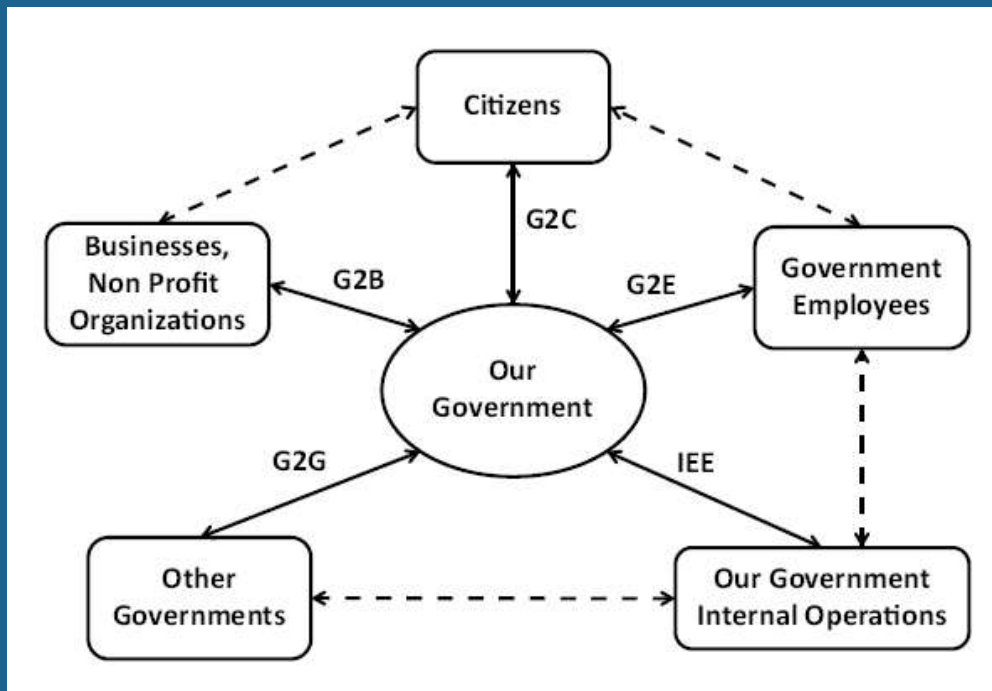 Citizens
G2C
Businesses,
Non Profit
Organizations
G2B
G2E
Government
Employees
Our
Government
G2G
IEE
Other
Governments
Our Government
Internal Operations